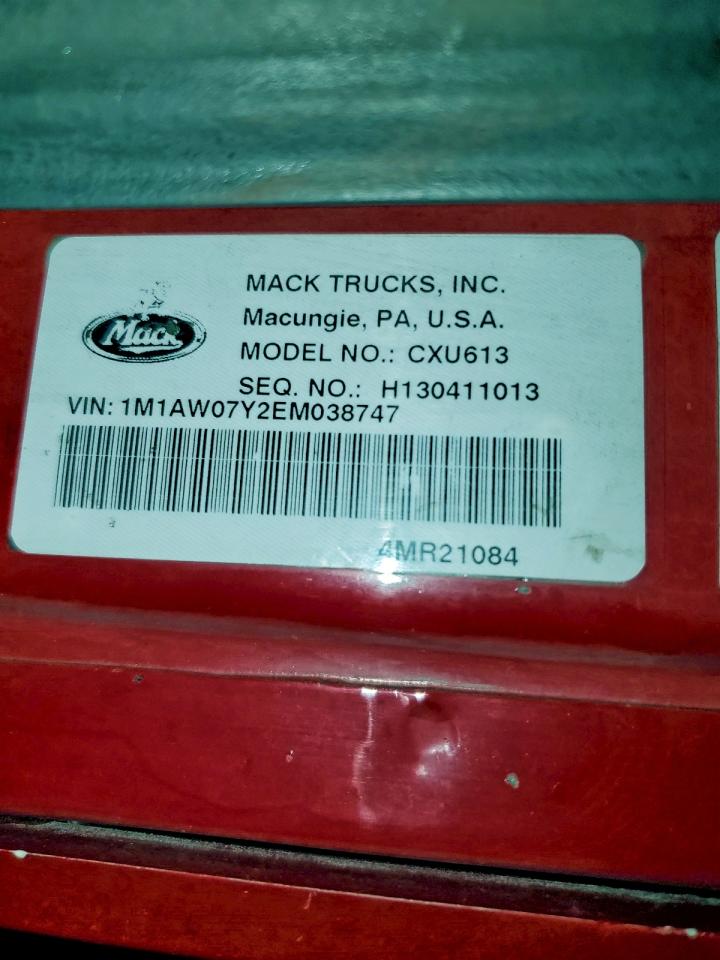 Mack
MACK TRUCKS, INC.
Macungie, PA, U.S.A.
MODEL NO.: CXU613
SEQ. NO.: H130411013
VIN: 1M1AW07Y2EM038747
4MR21084